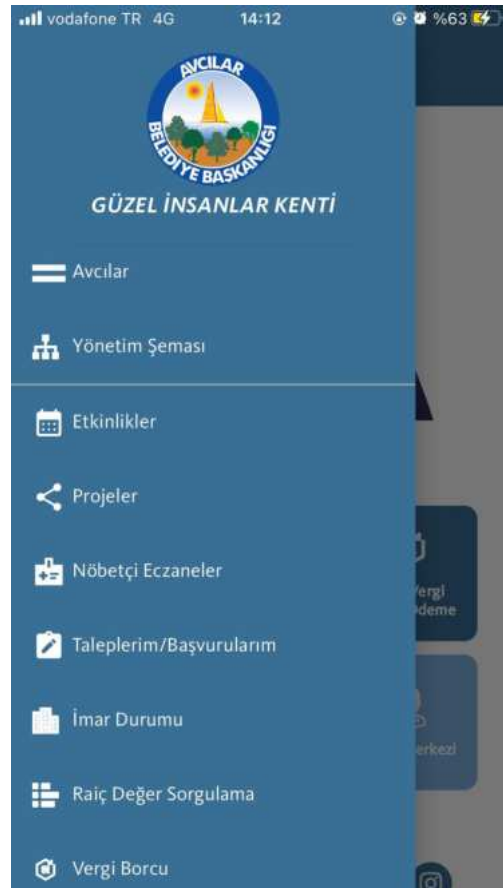 vodafone TR 4G 14:12 %63
AVCILAR
BELEDİYE BAŞKANLIĞI
GÜZEL İNSANLAR KENTİ
Avcılar
Yönetim Şeması
Etkinlikler
Projeler
Nöbetçi Eczaneler
Vergi
Taleplerim/Başvurularım
İmar Durumu
Raiç Değer Sorgulama
Vergi Borcu